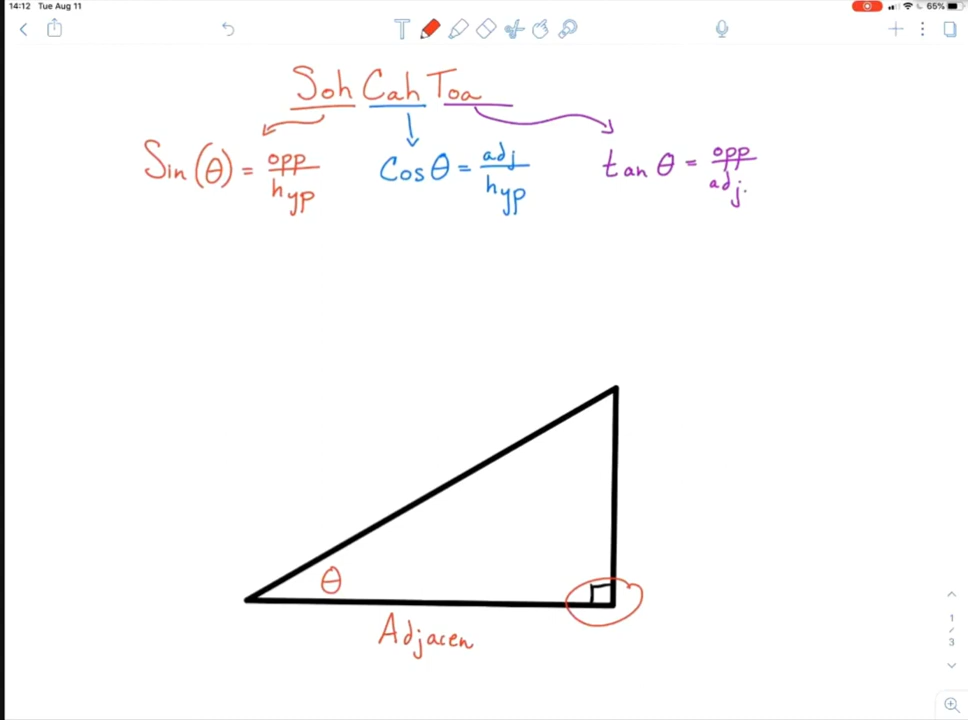 14:12 Tue Aug 11
65%
T
Soh Cah Toa
Sin(θ) = opp/hyp
Cosθ = adj/hyp
tan θ = opp/adj.
θ
Adjacen
1
/
3